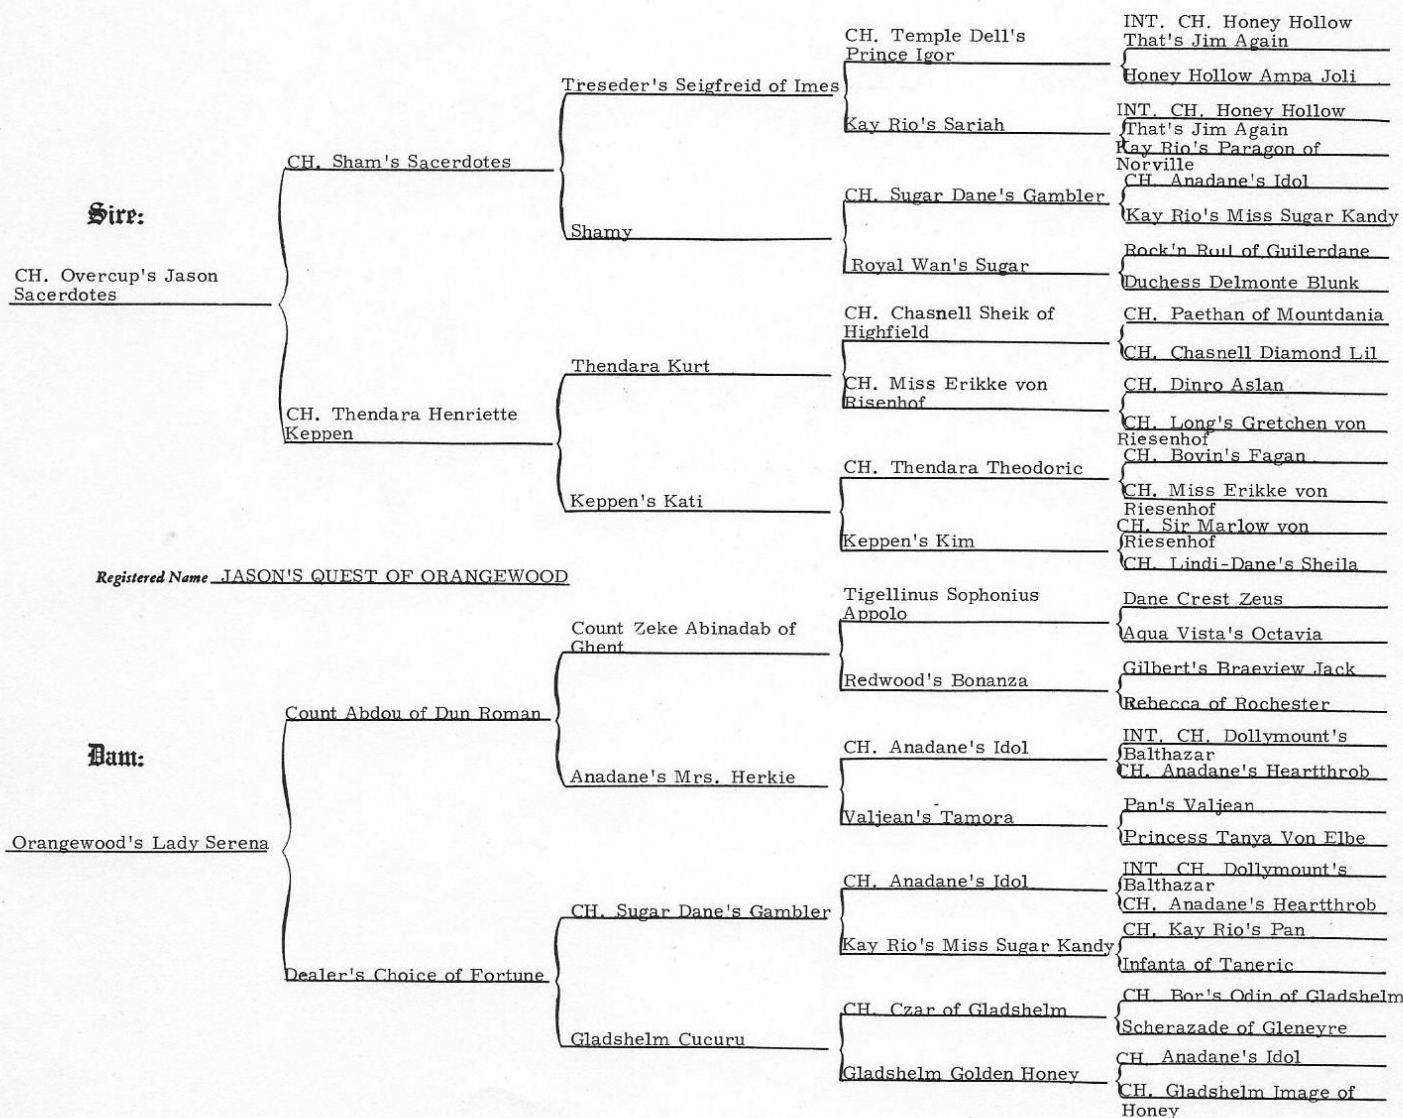 Sire:
CH. Overcup's Jason
Sacerdotes
CH. Sham's Sacerdotes
CH. Thendara Henriette
Keppen
Treseder's Seigfreid of Imes
Shamy
Thendara Kurt
Keppen's Kati
CH. Temple Dell's
Prince Igor
Kay Rio's Sariah
CH. Sugar Dane's Gambler
Royal Wan's Sugar
CH. Chasnell Sheik of
Highfield
CH. Miss Erikke von
Risenhof
CH. Thendara Theodoric
Keppen's Kim
INT. CH. Honey Hollow
That's Jim Again
Honey Hollow Ampa Joli
INT. CH. Honey Hollow
That's Jim Again
Kay Rio's Paragon of
Norville
CH. Anadane's Idol
Kay Rio's Miss Sugar Kandy
Rock'n Roll of Guilerdane
Duchess Delmonte Blunk
CH. Paethan of Mountdania
CH. Chasnell Diamond Lil
CH. Dinro Aslan
CH. Long's Gretchen von
Riesenhof
CH. Bovin's Fagan
CH. Miss Erikke von
Riesenhof
CH. Sir Marlow von
Riesenhof
CH. Lindi-Dane's Sheila
Registered Name JASON'S QUEST OF ORANGEWOOD
Dam:
Orangewood's Lady Serena
Count Abdou of Dun Roman
Dealer's Choice of Fortune
Count Zeke Abinadab of
Ghent
Anadane's Mrs. Herkie
CH. Sugar Dane's Gambler
Gladshelm Cucuru
Tigellinus Sophonius
Appolo
Redwood's Bonanza
CH. Anadane's Idol
Valjean's Tamora
CH. Anadane's Idol
Kay Rio's Miss Sugar Kandy
CH. Czar of Gladshelm
Gladshelm Golden Honey
Dane Crest Zeus
Aqua Vista's Octavia
Gilbert's Braeview Jack
Rebecca of Rochester
INT. CH. Dollymount's
Balthazar
CH. Anadane's Heartthrob
Pan's Valjean
Princess Tanya Von Elbe
INT. CH. Dollymount's
Balthazar
CH. Anadane's Heartthrob
CH. Kay Rio's Pan
Infanta of Taneric
CH. Bor's Odin of Gladshelm
Scherazade of Gleneyre
CH. Anadane's Idol
CH. Gladshelm Image of
Honey